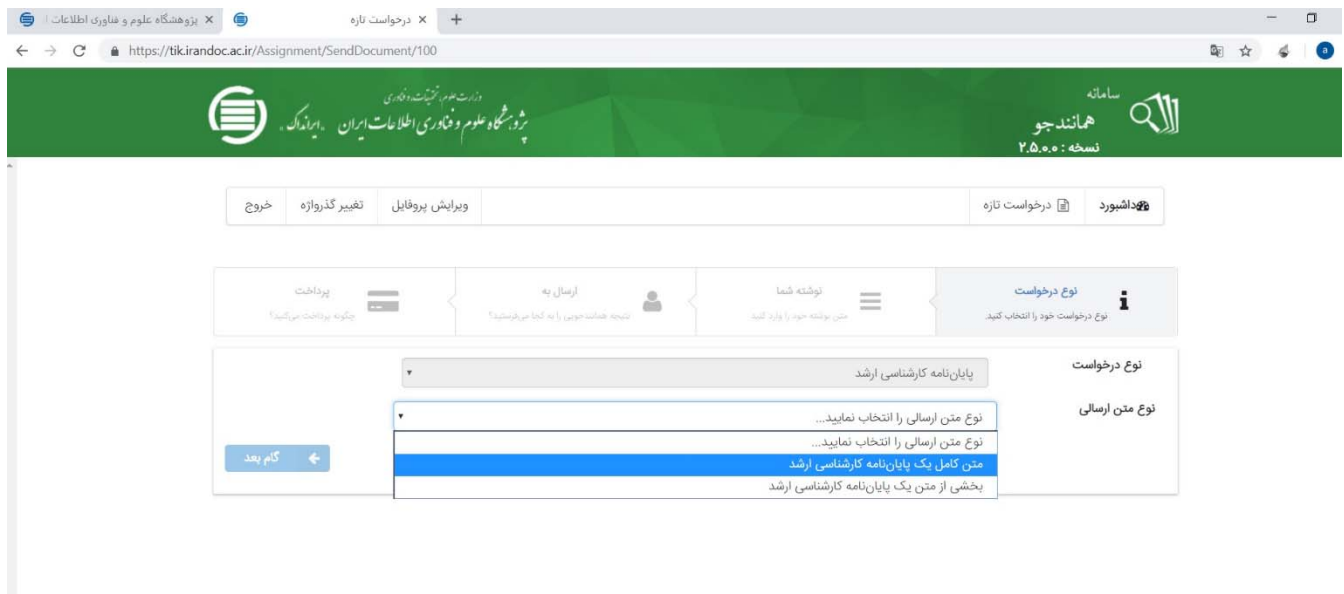 پژوهشگاه علوم و فناوری اطلاعات ا
درخواست تازه
https://tik.irandoc.ac.ir/Assignment/SendDocument/100
a
وزارت علوم، تحقیقات و فناوری
پژوهشگاه علوم و فناوری اطلاعات ایران «ایرانداک»
سامانه
همانندجو
نسخه : ۲.۵.۰.۰
داشبورد
درخواست تازه
ویرایش پروفایل
تغییر گذرواژه
خروج
نوع درخواست
نوع درخواست خود را انتخاب کنید.
نوشته شما
متن نوشته خود را وارد کنید.
ارسال به
نتیجه همانندجویی را به کجا می‌فرستید؟
پرداخت
چگونه پرداخت می‌کنید؟
نوع درخواست
پایان‌نامه کارشناسی ارشد
نوع متن ارسالی
نوع متن ارسالی را انتخاب نمایید...
نوع متن ارسالی را انتخاب نمایید...
متن کامل یک پایان‌نامه کارشناسی ارشد
بخشی از متن یک پایان‌نامه کارشناسی ارشد
گام بعد